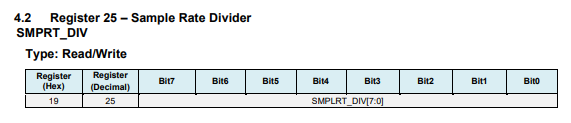 4.2 Register 25 – Sample Rate Divider
SMPRT_DIV
Type: Read/Write
Register (Hex) Register (Decimal) Bit7 Bit6 Bit5 Bit4 Bit3 Bit2 Bit1 Bit0
19 25 SMPLRT_DIV[7:0]